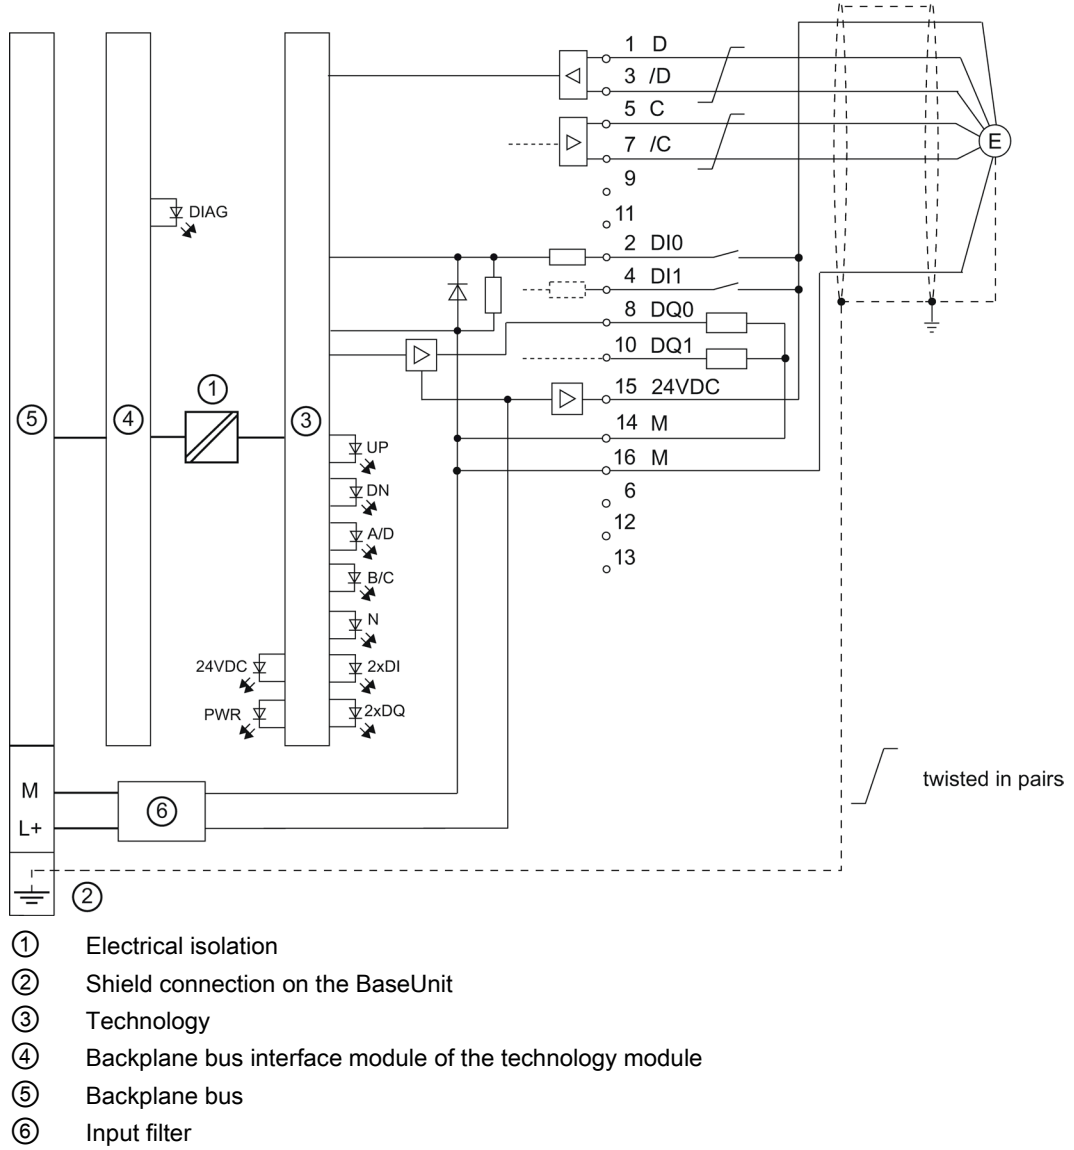 1 D
3 /D
5 C
7 /C
E
9
11
DIAG
2 DI0
4 DI1
8 DQ0
10 DQ1
15 24VDC
14 M
16 M
6
12
13
①
⑤
④
③
UP
DN
A/D
B/C
N
24VDC
2xDI
PWR
2xDQ
M
L+
⑥
twisted in pairs
②
① Electrical isolation
② Shield connection on the BaseUnit
③ Technology
④ Backplane bus interface module of the technology module
⑤ Backplane bus
⑥ Input filter